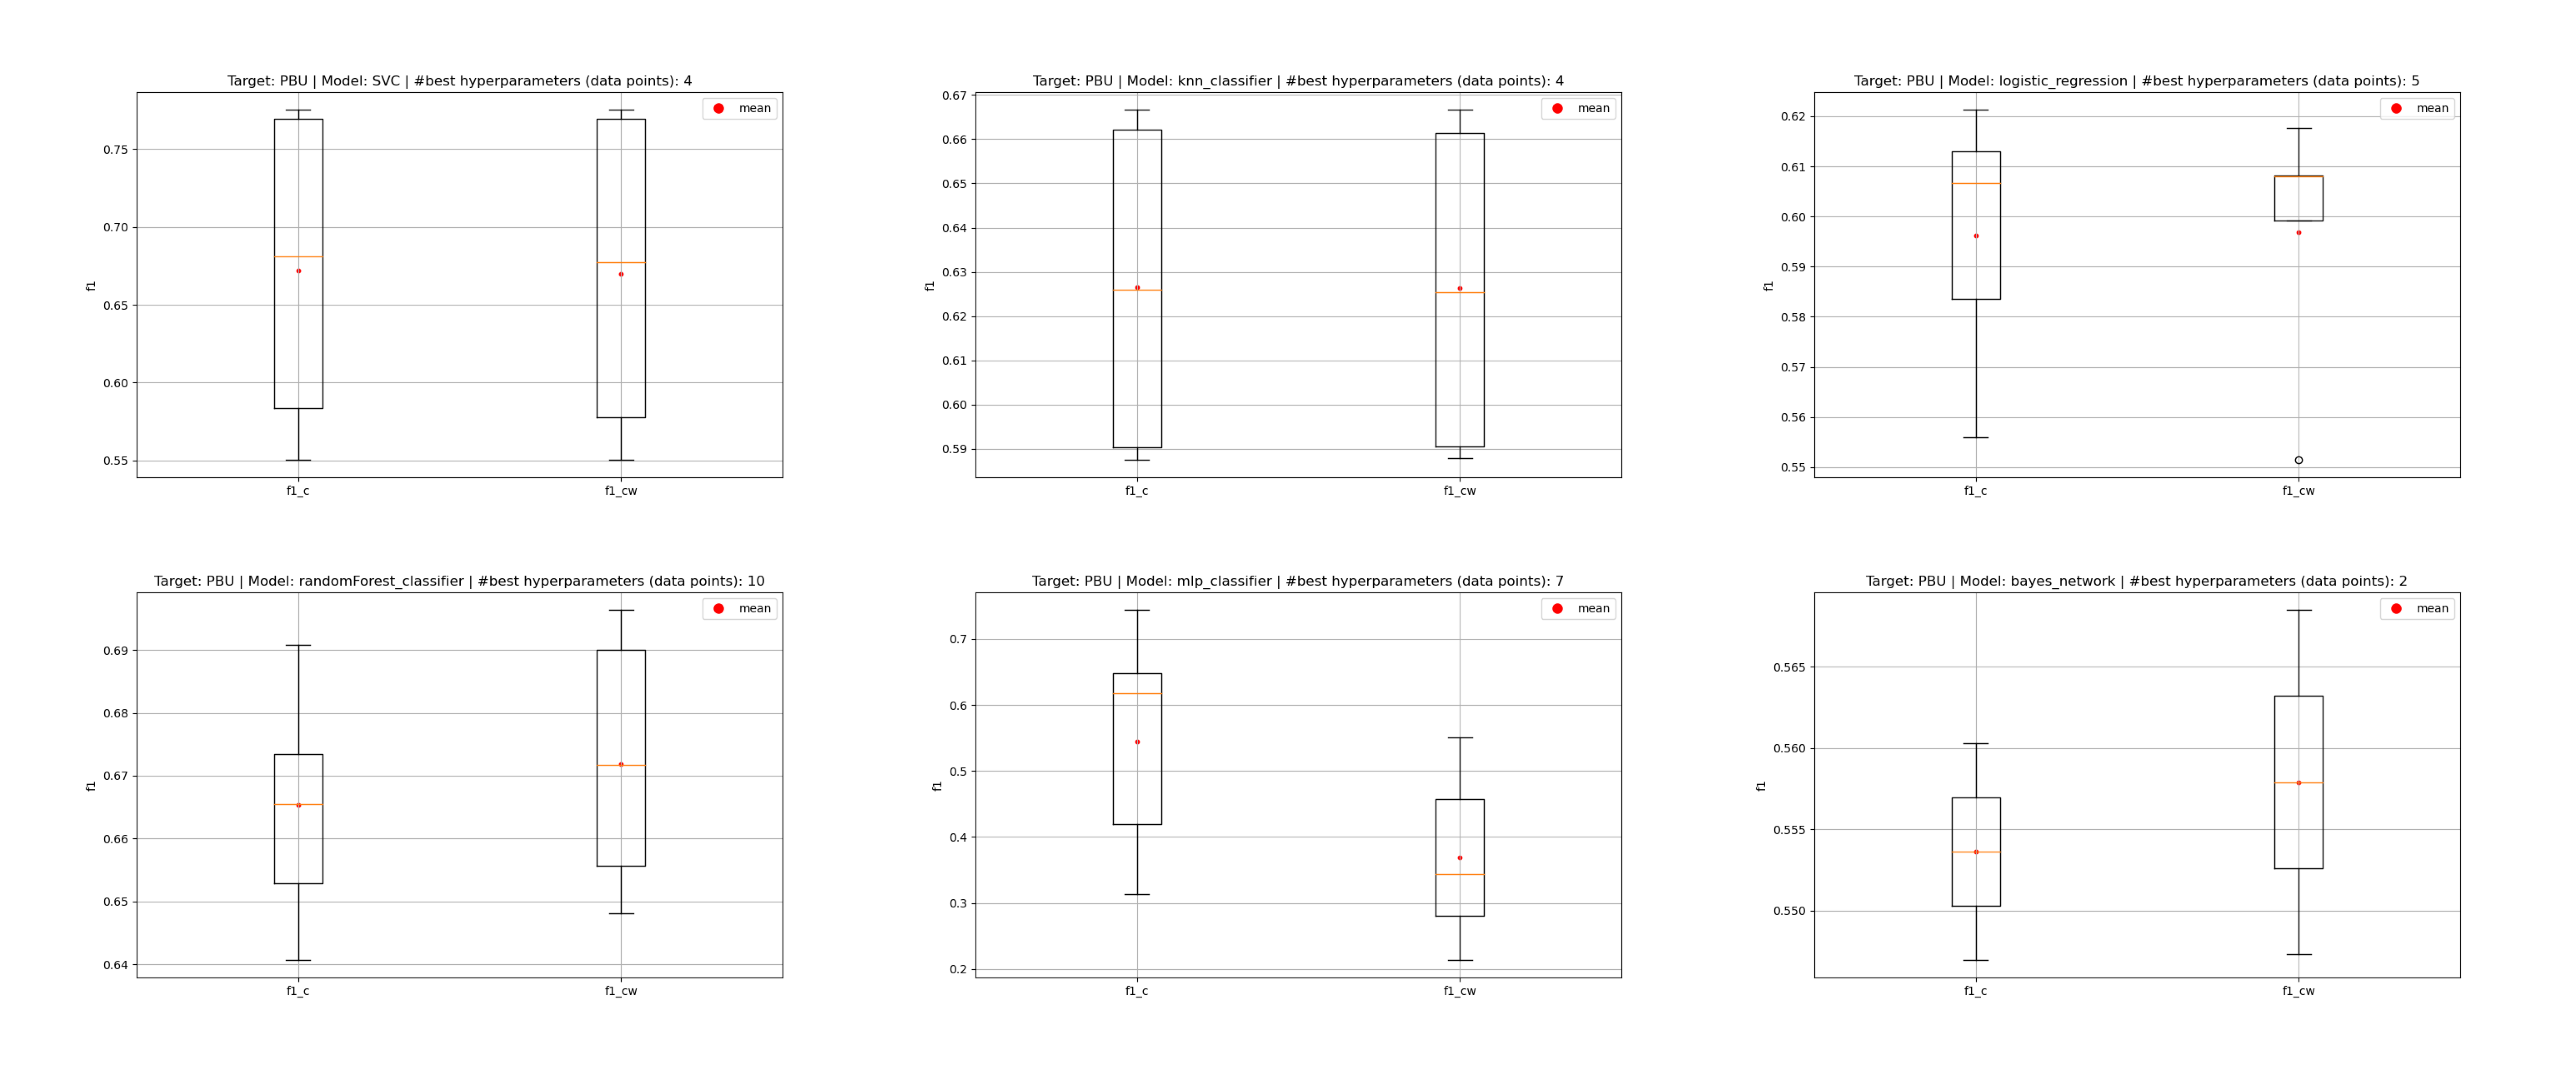 Target: PBU | Model: SVC | #best hyperparameters (data points): 4
mean
0.75
0.70
0.65
0.60
0.55
f1
f1_c
f1_cw
Target: PBU | Model: knn_classifier | #best hyperparameters (data points): 4
mean
0.67
0.66
0.65
0.64
0.63
0.62
0.61
0.60
0.59
f1
f1_c
f1_cw
Target: PBU | Model: logistic_regression | #best hyperparameters (data points): 5
mean
0.62
0.61
0.60
0.59
0.58
0.57
0.56
0.55
f1
f1_c
f1_cw
Target: PBU | Model: randomForest_classifier | #best hyperparameters (data points): 10
mean
0.69
0.68
0.67
0.66
0.65
0.64
f1
f1_c
f1_cw
Target: PBU | Model: mlp_classifier | #best hyperparameters (data points): 7
mean
0.7
0.6
0.5
0.4
0.3
0.2
f1
f1_c
f1_cw
Target: PBU | Model: bayes_network | #best hyperparameters (data points): 2
mean
0.565
0.560
0.555
0.550
f1
f1_c
f1_cw